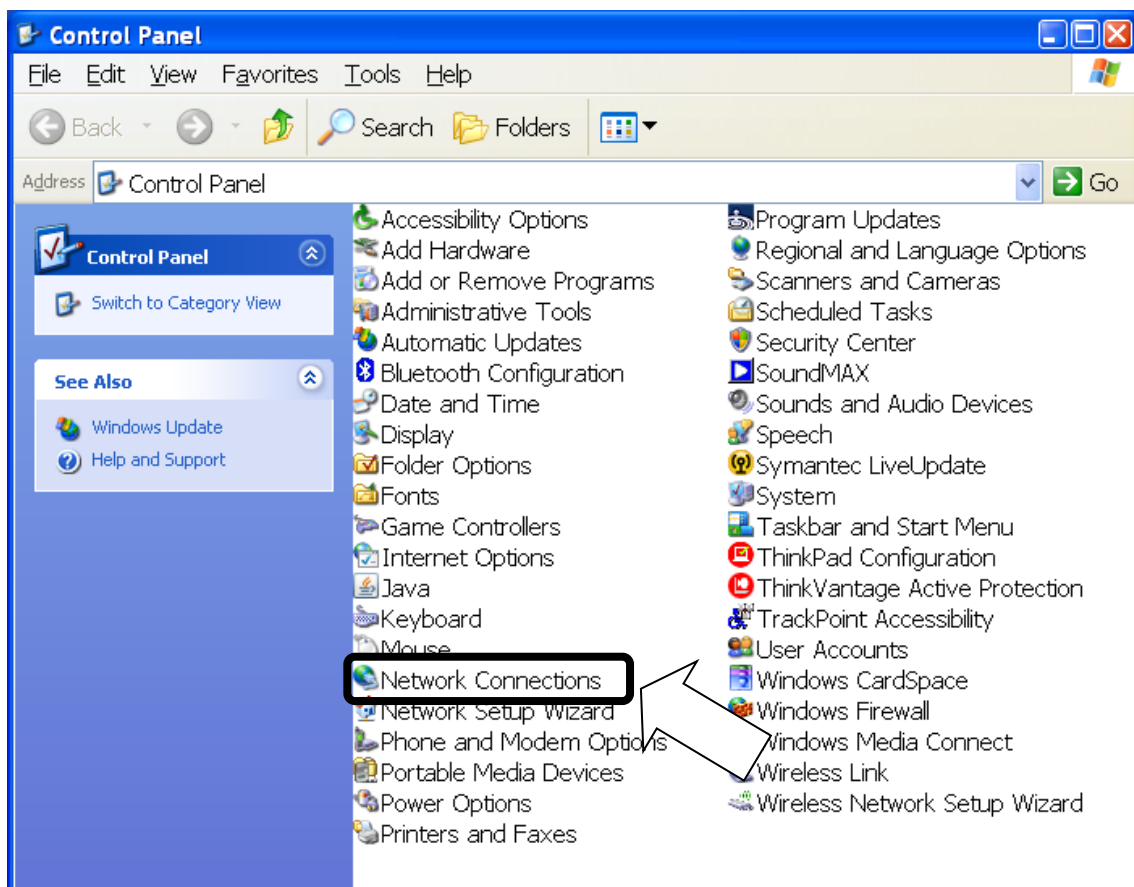 Control Panel
File Edit View Favorites Tools Help
Back Search Folders
Address Control Panel Go
Control Panel
Switch to Category View
See Also
Windows Update
Help and Support
Accessibility Options
Add Hardware
Add or Remove Programs
Administrative Tools
Automatic Updates
Bluetooth Configuration
Date and Time
Display
Folder Options
Fonts
Game Controllers
Internet Options
Java
Keyboard
Mouse
Network Connections
Network Setup Wizard
Phone and Modem Options
Portable Media Devices
Power Options
Printers and Faxes
Program Updates
Regional and Language Options
Scanners and Cameras
Scheduled Tasks
Security Center
SoundMAX
Sounds and Audio Devices
Speech
Symantec LiveUpdate
System
Taskbar and Start Menu
ThinkPad Configuration
ThinkVantage Active Protection
TrackPoint Accessibility
User Accounts
Windows CardSpace
Windows Firewall
Windows Media Connect
Wireless Link
Wireless Network Setup Wizard